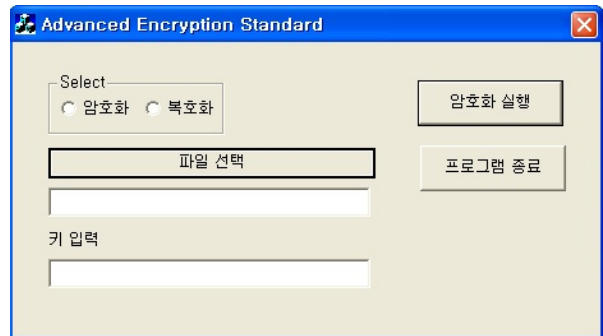 Advanced Encryption Standard
Select
암호화 복호화
암호화 실행
파일 선택
프로그램 종료
키 입력